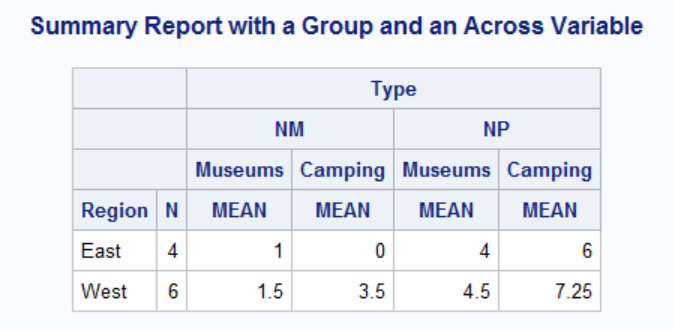 Summary Report with a Group and an Across Variable
Type
NM NP
Museums Camping Museums Camping
Region N MEAN MEAN MEAN MEAN
East 4 1 0 4 6
West 6 1.5 3.5 4.5 7.25